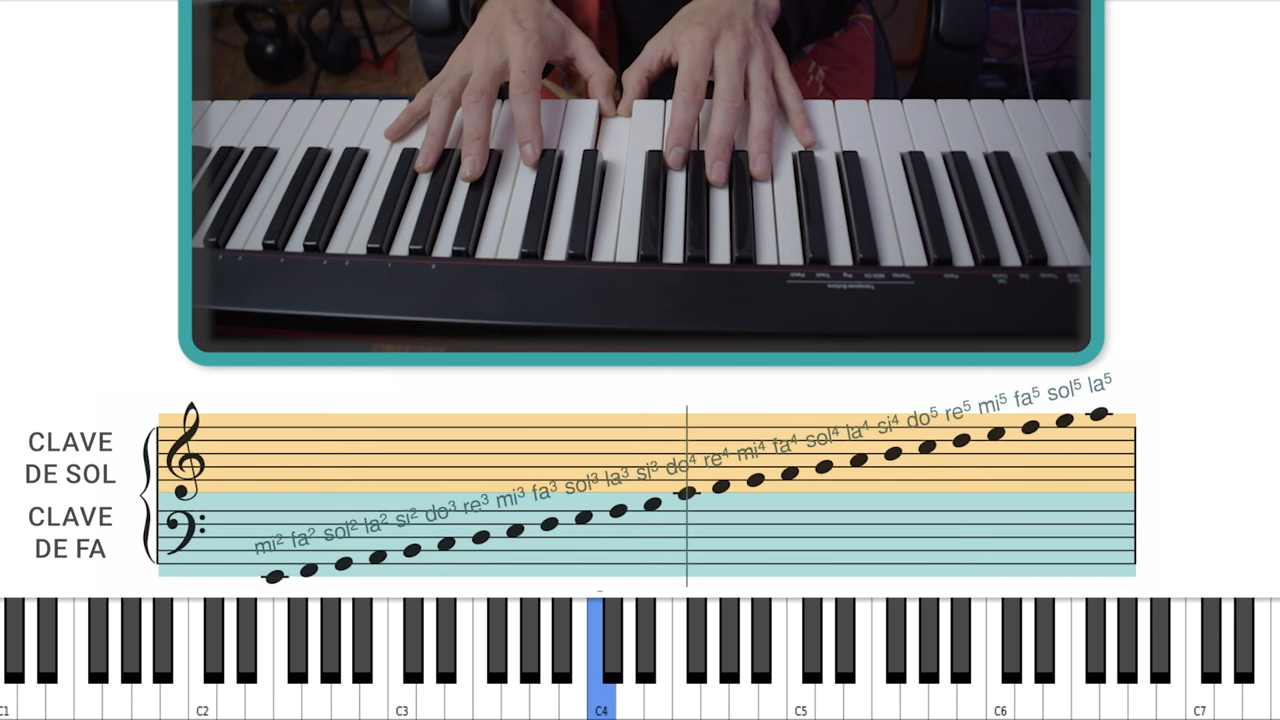 CLAVE
DE SOL
CLAVE
DE FA
mi² fa² sol² la² si² do³ re³ mi³ fa³ sol³ la³ si³ do⁴ re⁴ mi⁴ fa⁴ sol⁴ la⁴ si⁴ do⁵ re⁵ mi⁵ fa⁵ sol⁵ la⁵
C1 C2 C3 C4 C5 C6 C7